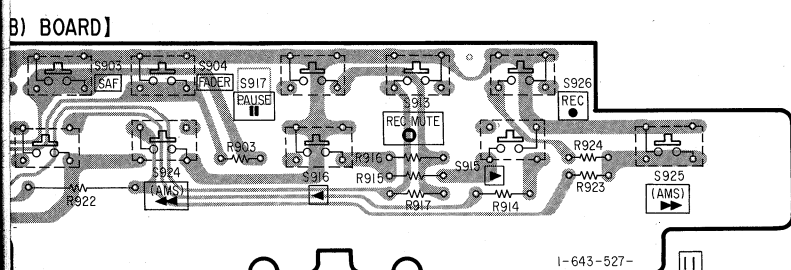 B) BOARD】
S903
SAF
S904
FADER
S917
PAUSE
S913
REC MUTE
S926
REC
R903
R916
R915
R917
S915
R914
R924
R923
S924
(AMS)
R922
S916
S925
(AMS)
1-643-527-
11